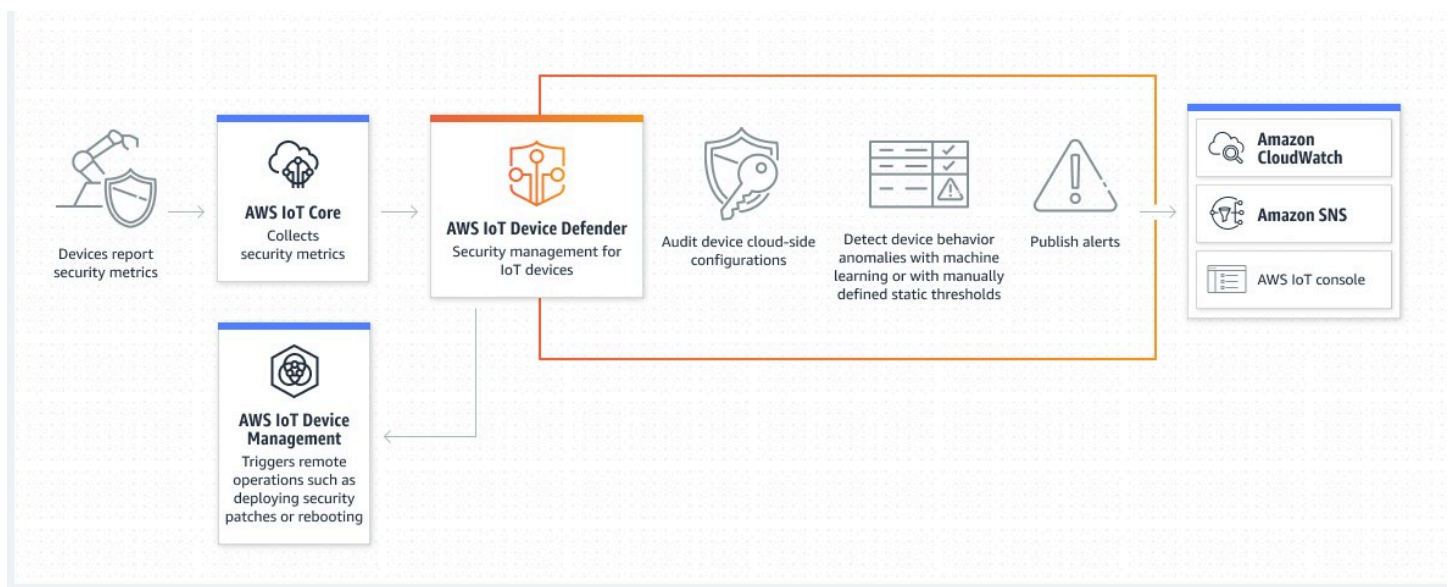 Devices report
security metrics
AWS IoT Core
Collects
security metrics
AWS IoT Device Defender
Security management for
IoT devices
Audit device cloud-side
configurations
Detect device behavior
anomalies with machine
learning or with manually
defined static thresholds
Publish alerts
Amazon
CloudWatch
Amazon SNS
AWS IoT console
AWS IoT Device
Management
Triggers remote
operations such as
deploying security
patches or rebooting